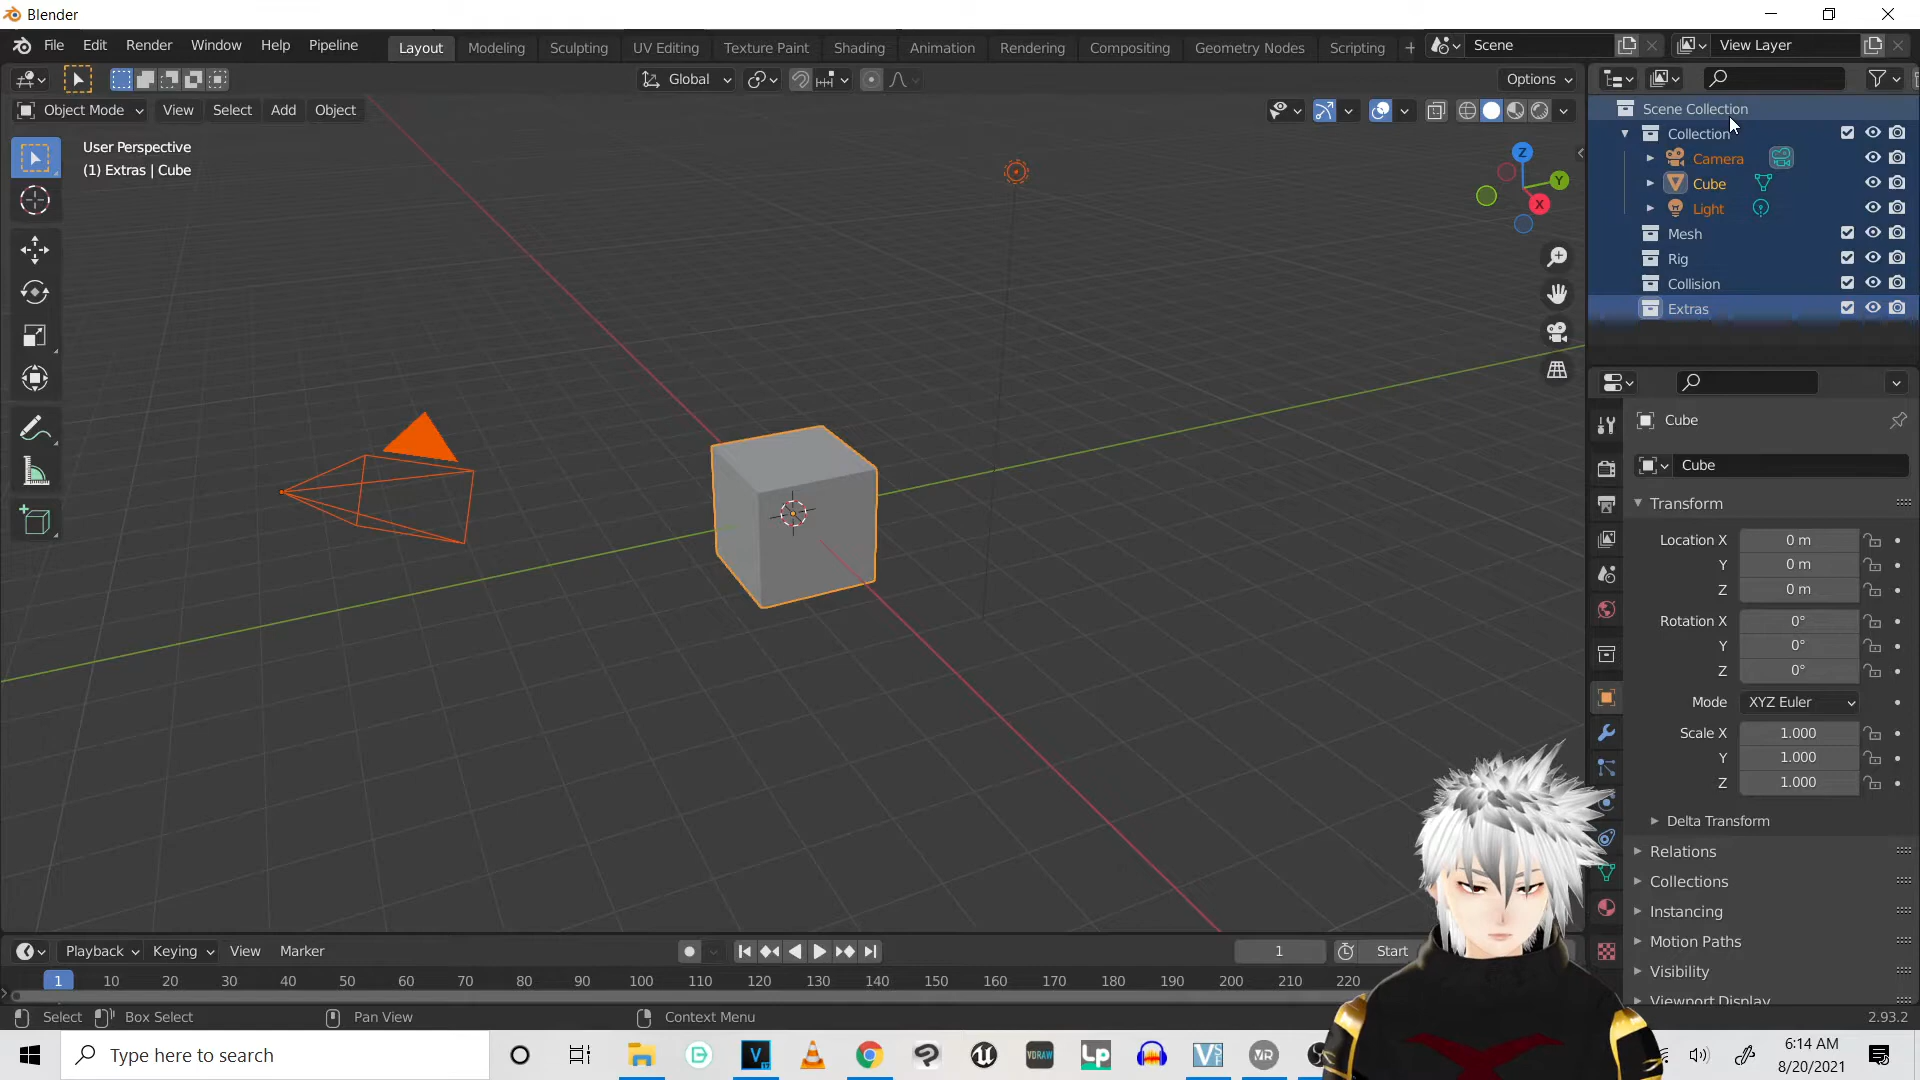 Blender
File Edit Render Window Help Pipeline Layout Modeling Sculpting UV Editing Texture Paint Shading Animation Rendering Compositing Geometry Nodes Scripting + Scene View Layer
Global Options
Object Mode View Select Add Object
User Perspective
(1) Extras | Cube
Z
Y
X
Scene Collection
Collection
Camera
Cube
Light
Mesh
Rig
Collision
Extras
Cube
Cube
Transform
Location X 0 m
Y 0 m
Z 0 m
Rotation X 0°
Y 0°
Z 0°
Mode XYZ Euler
Scale X 1.000
Y 1.000
Z 1.000
Delta Transform
Relations
Collections
Instancing
Motion Paths
Visibility
Viewport Display
Playback Keying View Marker 1 Start
1 10 20 30 40 50 60 70 80 90 100 110 120 130 140 150 160 170 180 190 200 210 220
Select Box Select Pan View Context Menu 2.93.2
Type here to search
VDRAW
Lp
6:14 AM
8/20/2021